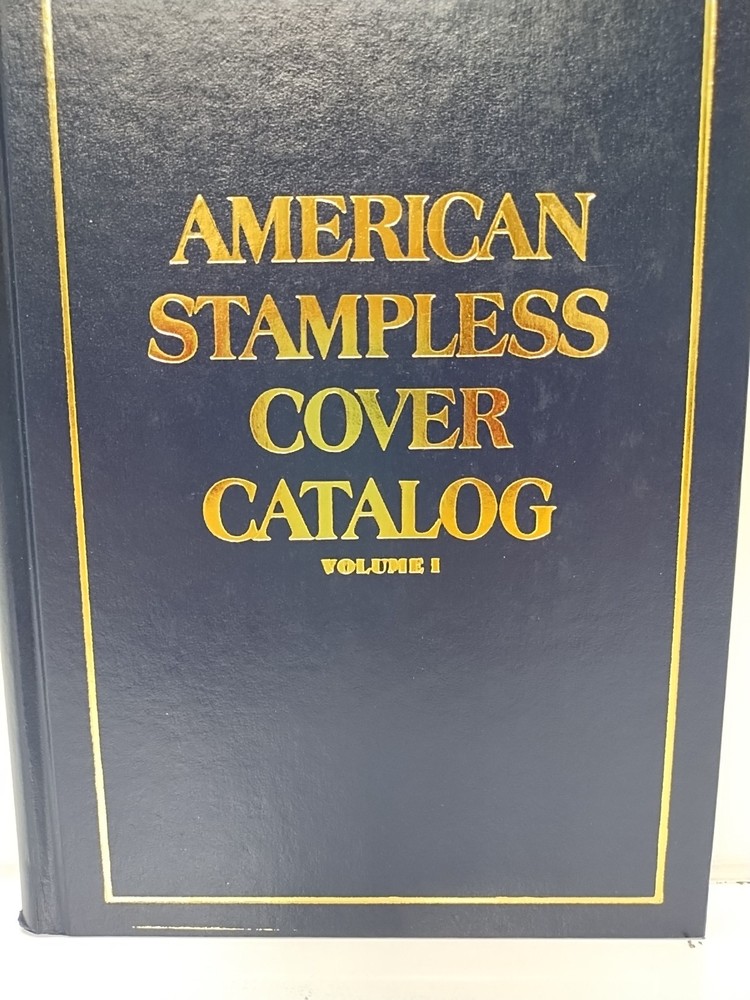 AMERICAN
STAMPLESS
COVER
CATALOG
VOLUME I